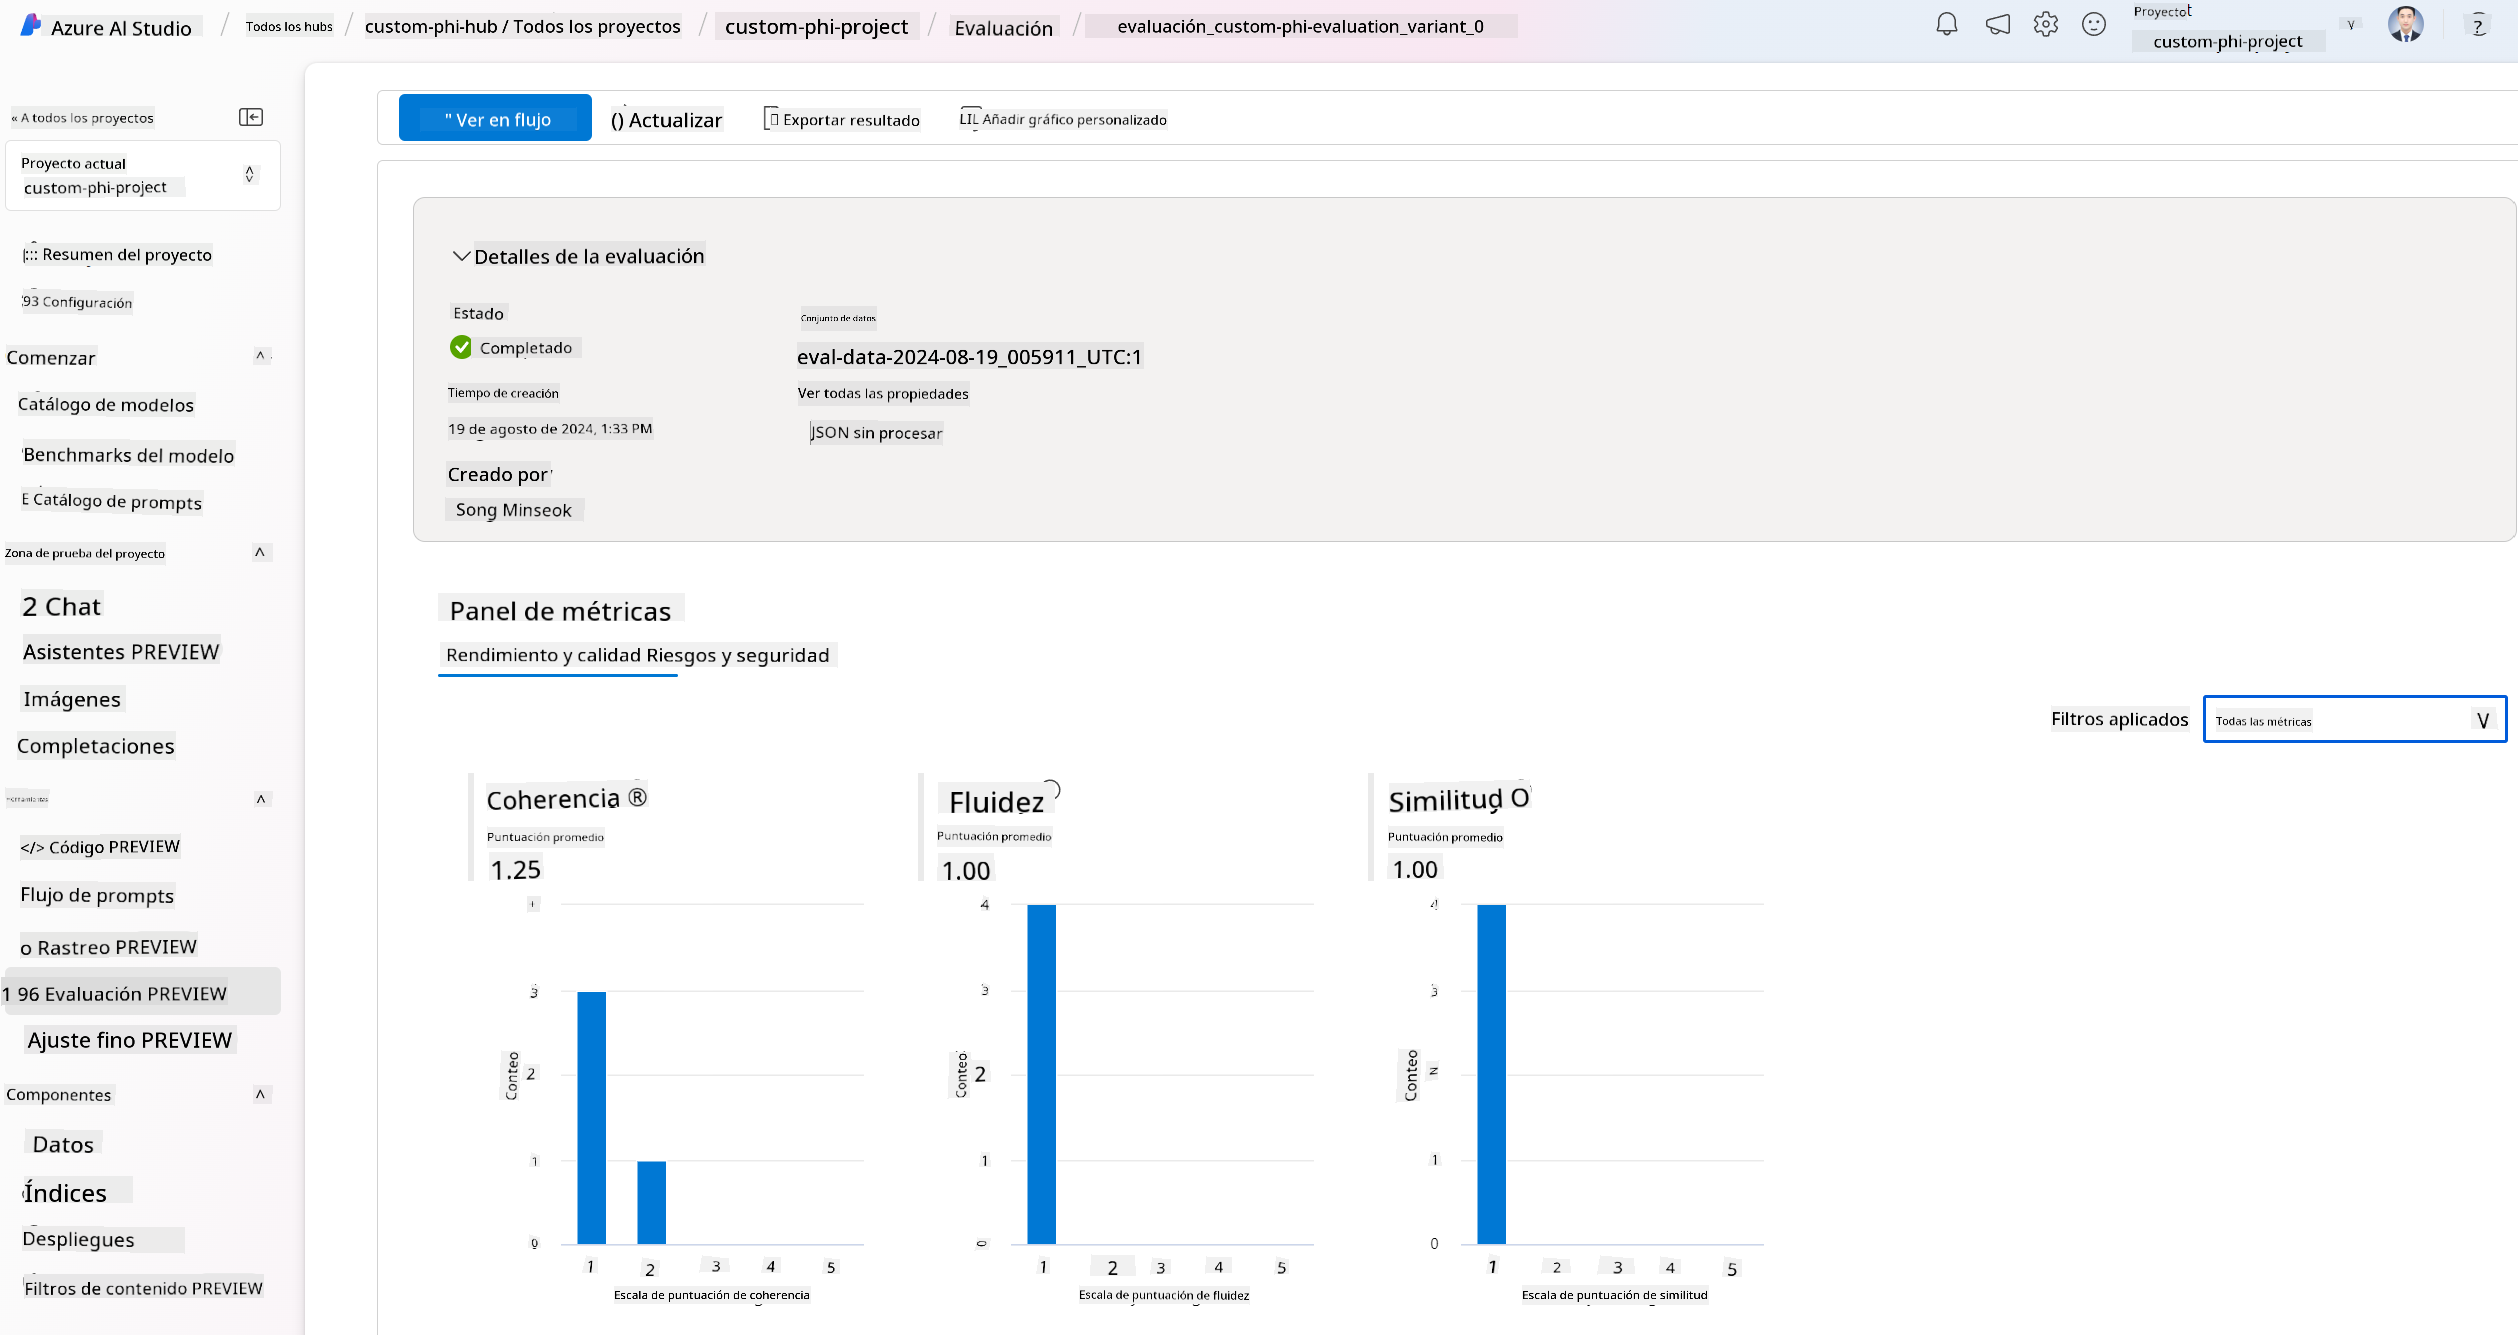 Azure AI Studio / Todos los hubs / custom-phi-hub / Todos los proyectos / custom-phi-project / Evaluación / evaluación_custom-phi-evaluation_variant_0
Proyecto
custom-phi-project
?
« A todos los proyectos
Proyecto actual
custom-phi-project
Resumen del proyecto
93 Configuración
Comenzar
Catálogo de modelos
Benchmarks del modelo
E Catálogo de prompts
Zona de prueba del proyecto
2 Chat
Asistentes PREVIEW
Imágenes
Completaciones
Herramientas
</> Código PREVIEW
Flujo de prompts
o Rastreo PREVIEW
1 96 Evaluación PREVIEW
Ajuste fino PREVIEW
Componentes
Datos
Índices
Despliegues
Filtros de contenido PREVIEW
" Ver en flujo
() Actualizar
Exportar resultado
LIL Añadir gráfico personalizado
Detalles de la evaluación
Estado
Completado
Tiempo de creación
19 de agosto de 2024, 1:33 PM
Creado por
Song Minseok
Conjunto de datos
eval-data-2024-08-19_005911_UTC:1
Ver todas las propiedades
JSON sin procesar
Panel de métricas
Rendimiento y calidad Riesgos y seguridad
Filtros aplicados
Todas las métricas V
Coherencia ®
Puntuación promedio
1.25
3
2
1
0
Conteo
1 2 3 4 5
Escala de puntuación de coherencia
Fluidez
Puntuación promedio
1.00
4
3
2
1
0
Conteo
1 2 3 4 5
Escala de puntuación de fluidez
Similitud O
Puntuación promedio
1.00
4
3
N
1
0
Conteo
1 2 3 4 5
Escala de puntuación de similitud